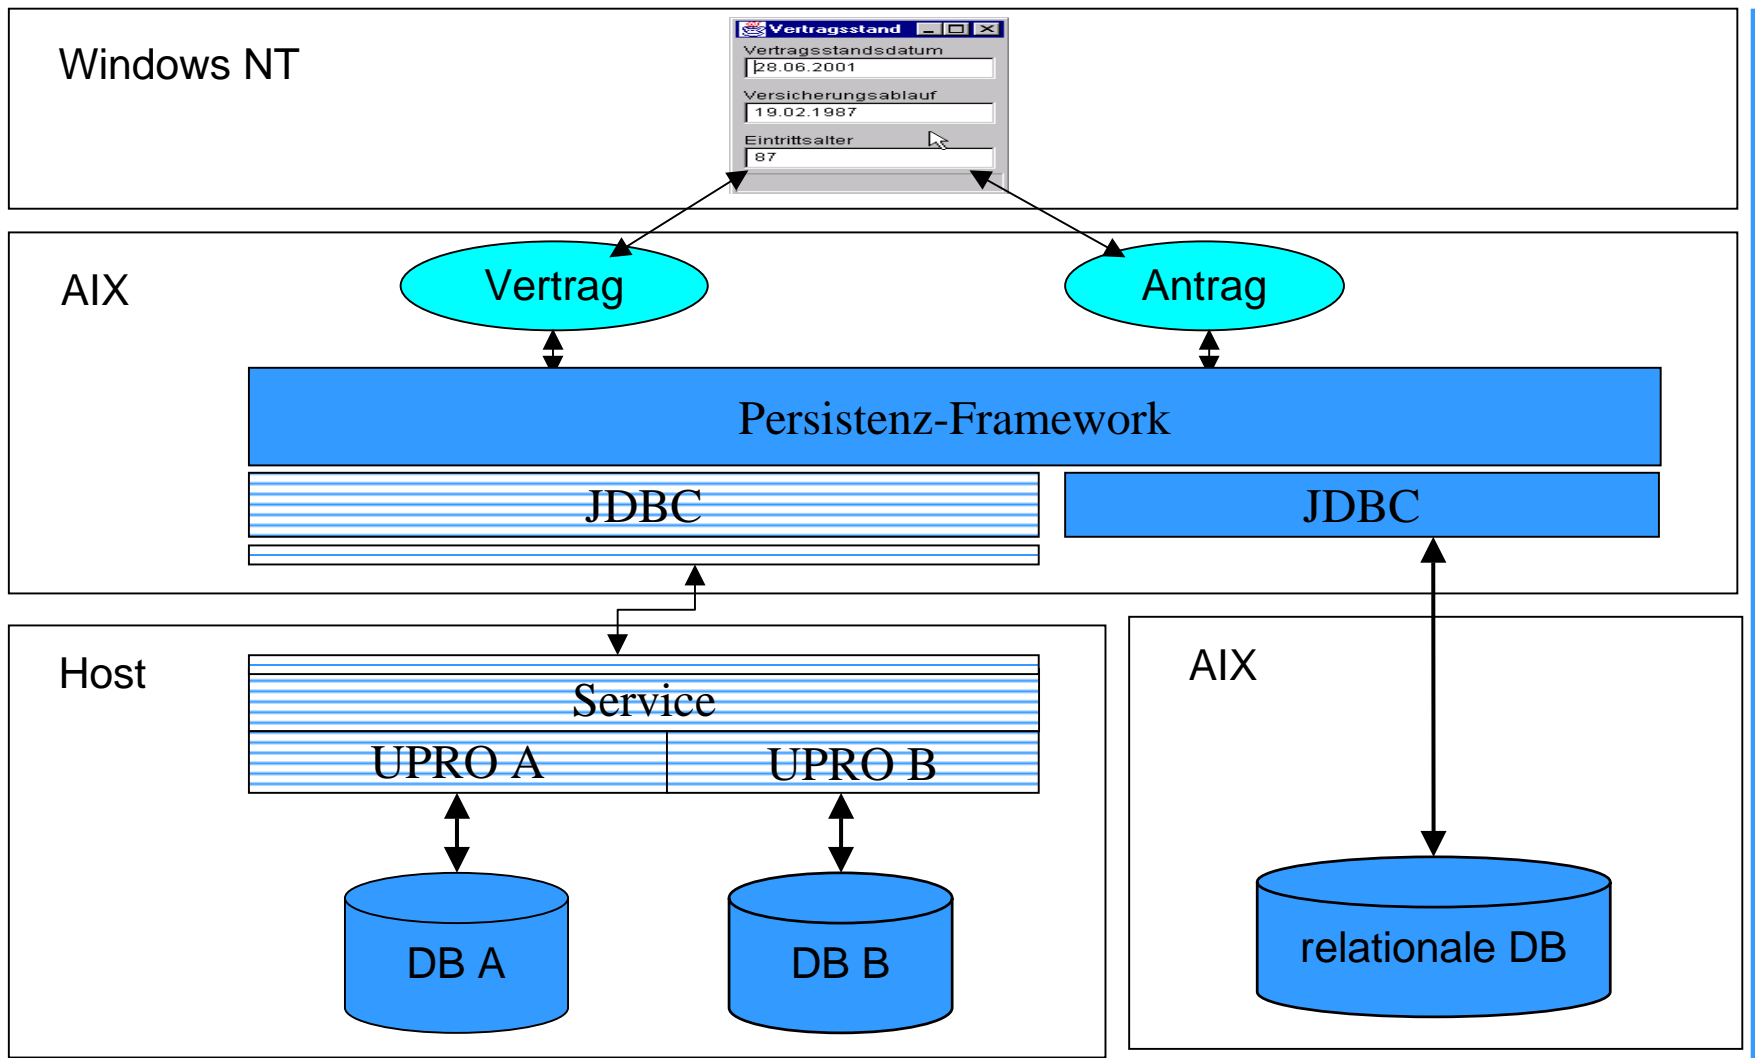 Windows NT
Vertragsstand
Vertragsstandsdatum
28.06.2001
Versicherungsablauf
19.02.1987
Eintrittsalter
87
AIX
Vertrag
Antrag
Persistenz-Framework
JDBC
JDBC
Host
Service
UPRO A
UPRO B
DB A
DB B
AIX
relationale DB